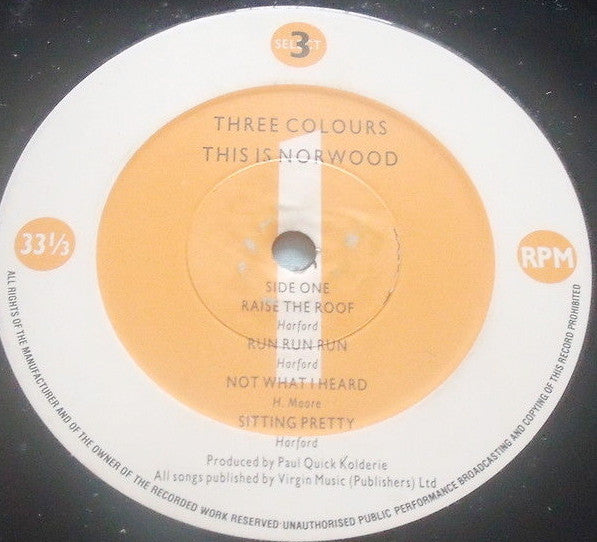 SELECT
3
THREE COLOURS
THIS IS NORWOOD
33⅓
RPM
SIDE ONE
RAISE THE ROOF
Harford
RUN RUN RUN
Harford
NOT WHAT I HEARD
H. Moore
SITTING PRETTY
Harford
Produced by Paul Quick Kolderie
All songs published by Virgin Music (Publishers) Ltd
ALL RIGHTS OF THE MANUFACTURER AND OF THE OWNER OF THE RECORDED WORK RESERVED·UNAUTHORISED PUBLIC PERFORMANCE BROADCASTING AND COPYING OF THIS RECORD PROHIBITED